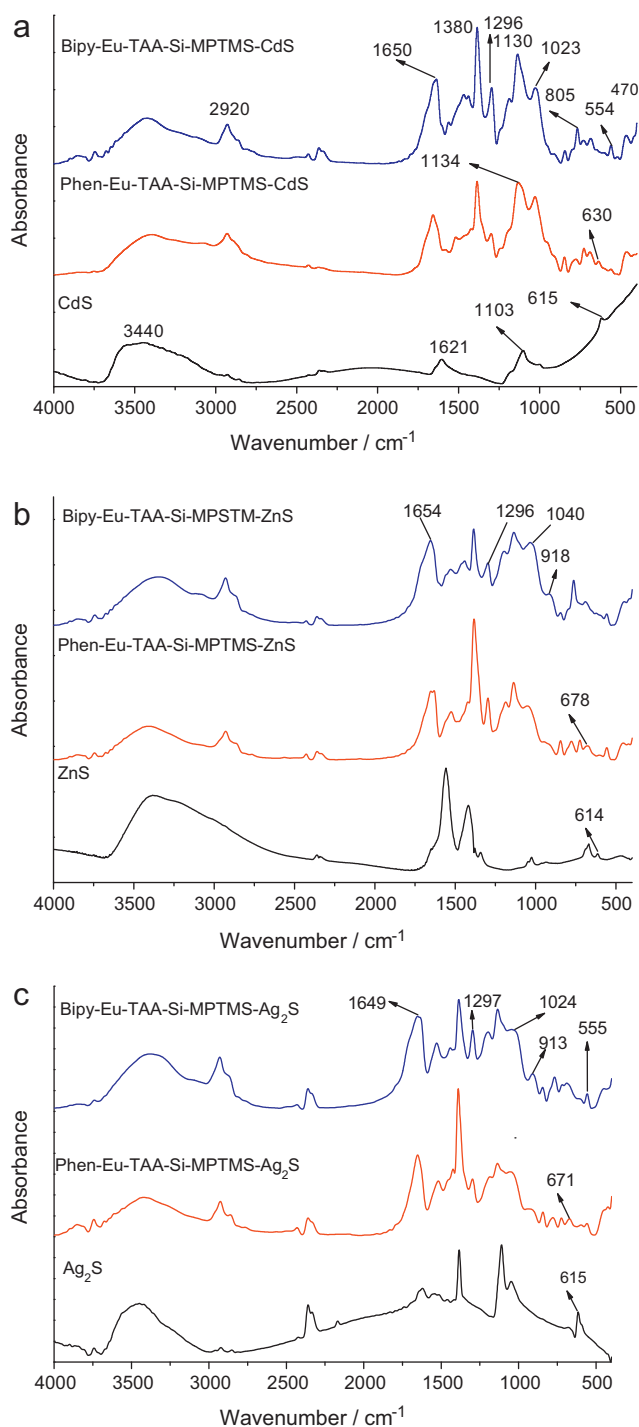 a
Bipy-Eu-TAA-Si-MPTMS-CdS
1380 1296
1130
1650
1023
2920
805
554
470
1134
Phen-Eu-TAA-Si-MPTMS-CdS
630
CdS
3440
1621
1103
615
Absorbance
4000 3500 3000 2500 2000 1500 1000 500
Wavenumber / cm⁻¹
b
Bipy-Eu-TAA-Si-MPSTM-ZnS
1654
1296
1040
918
Phen-Eu-TAA-Si-MPTMS-ZnS
678
ZnS
614
Absorbance
4000 3500 3000 2500 2000 1500 1000 500
Wavenumber / cm⁻¹
c
Bipy-Eu-TAA-Si-MPTMS-Ag₂S
1649
1297
1024
913
555
Phen-Eu-TAA-Si-MPTMS-Ag₂S
671
Ag₂S
615
Absorbance
4000 3500 3000 2500 2000 1500 1000 500
Wavenumber / cm⁻¹